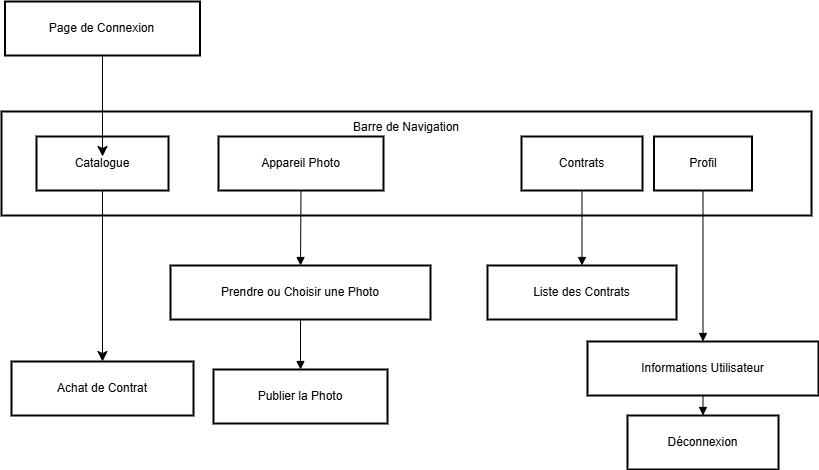 Page de Connexion
Barre de Navigation
Catalogue
Appareil Photo
Contrats
Profil
Prendre ou Choisir une Photo
Liste des Contrats
Achat de Contrat
Publier la Photo
Informations Utilisateur
Déconnexion